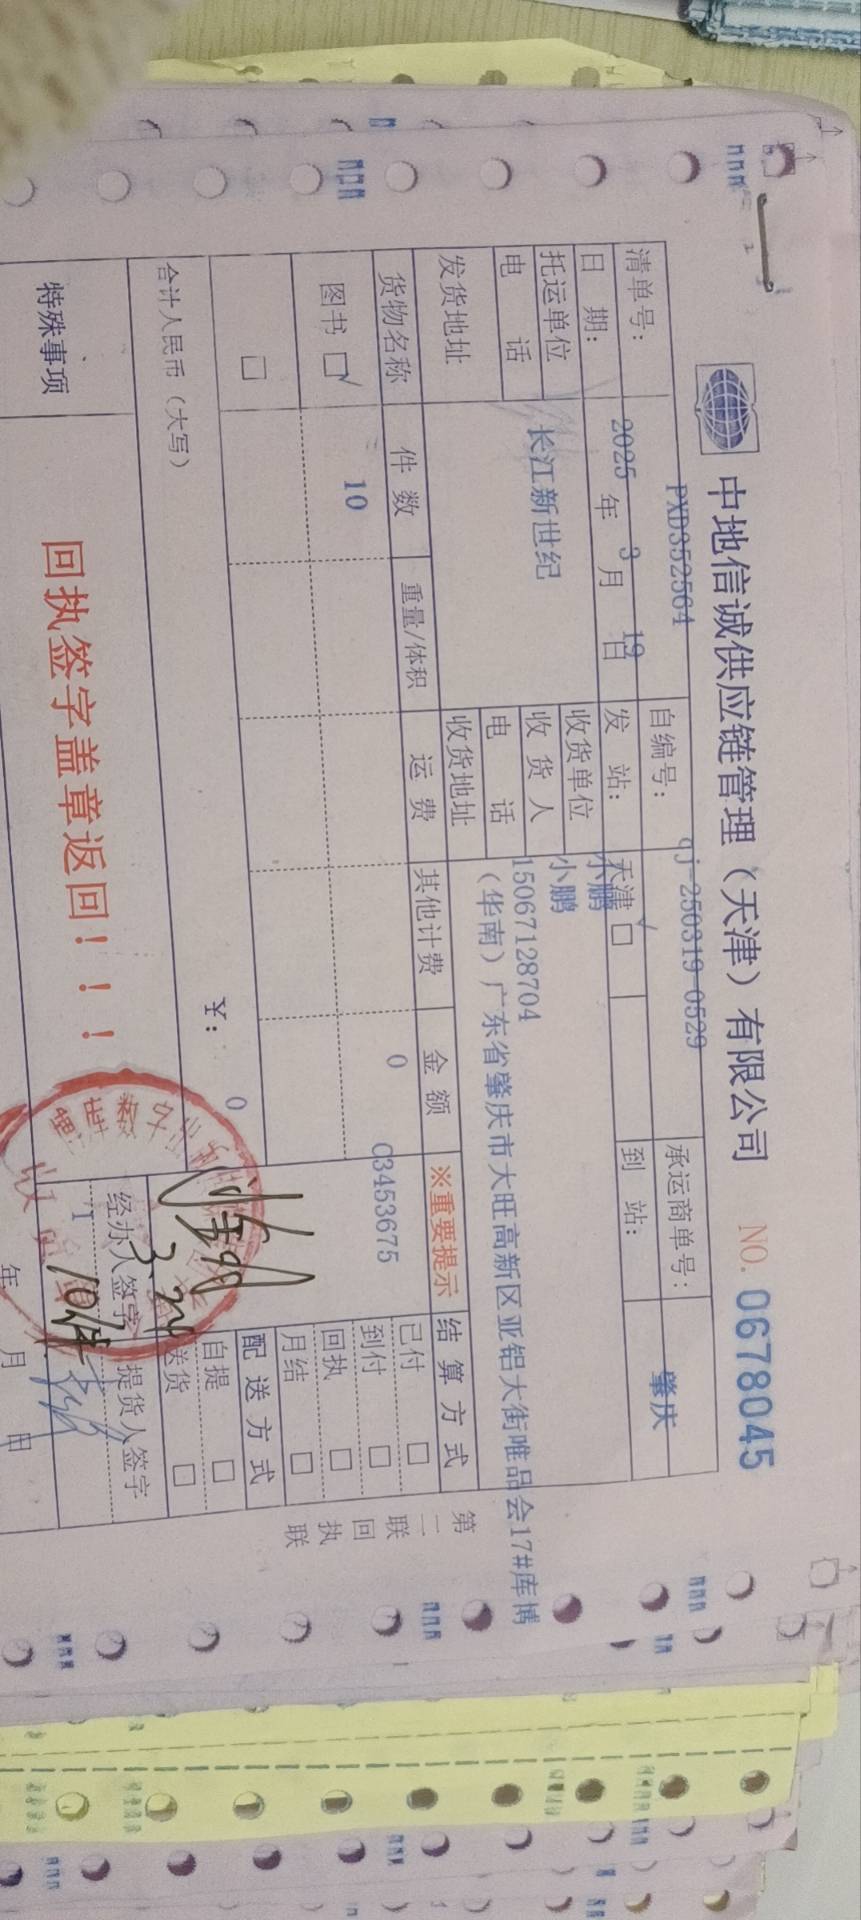 中地信诚供应链管理（天津）有限公司 NO. 0678045
清单号： PXD352564 自编号： qj-250319-0529 承运商单号：
日 期： 2025 年 3 月 19 日 发 站： 天津 □√ 到 站： 肇庆
托运单位 长江新世纪 收货单位 小鹏
收 货 人 小鹏
电 话 电 话 15067128704
发货地址 收货地址 （华南）广东省肇庆市大旺高新区亚铝大街唯品会17#库博
货物名称 件 数 重量/体积 运 费 其他计费 金 额 ※重要提示 结 算 方 式
图书 □√ 10 0 C3453675 已付 □
到付 □
回执 □
月结 □
□ 配 送 方 式
合计人民币（大写） ￥： 0 自提 □
送货 □
特殊事项 回执签字盖章返回！！！ 经办人签字 提货人签字
10件
年 月 日
第二联 回执联